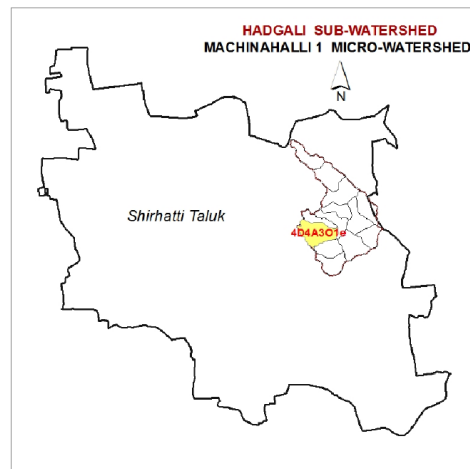 HADGALI SUB-WATERSHED
MACHINAHALLI 1 MICRO-WATERSHED
N
Shirhatti Taluk
4D4A3O1e